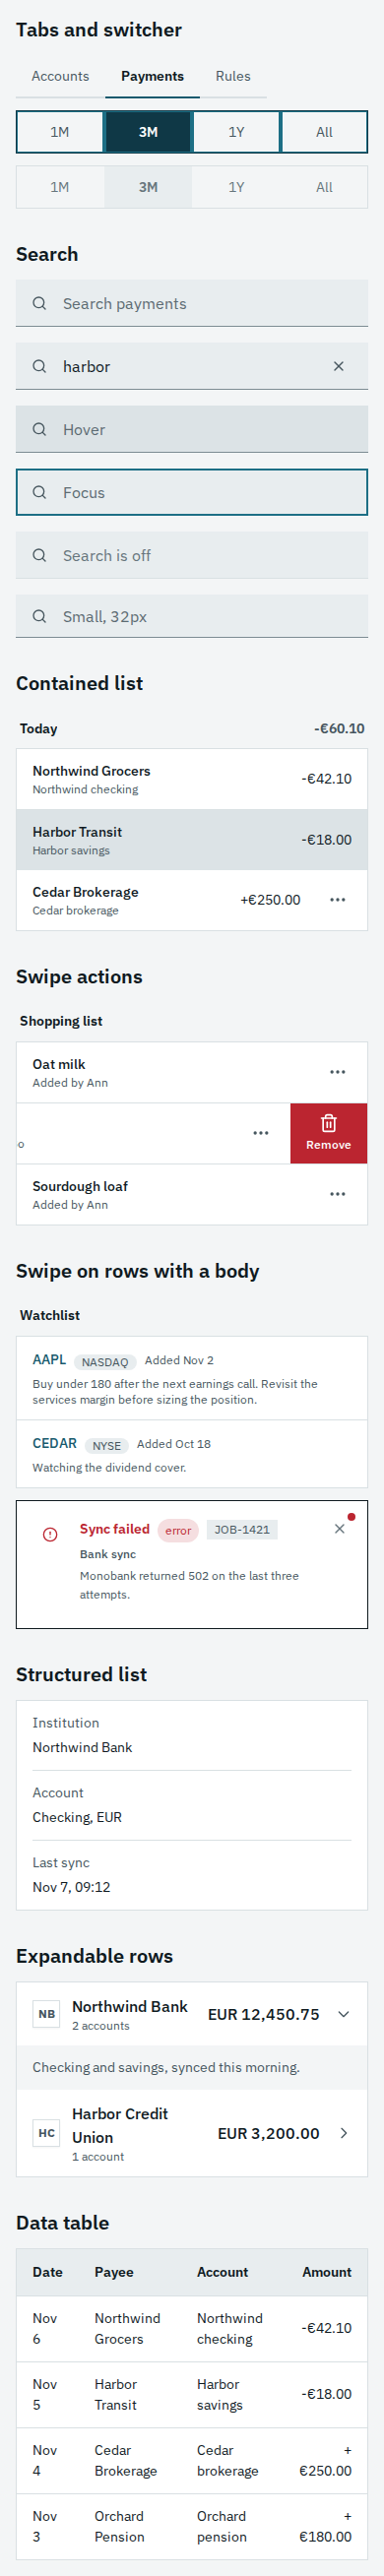 Tabs and switcher
Accounts Payments Rules
1M 3M 1Y All
1M 3M 1Y All
Search
Search payments
harbor
Hover
Focus
Search is off
Small, 32px
Contained list
Today -€60.10
Northwind Grocers
Northwind checking
-€42.10
Harbor Transit
Harbor savings
-€18.00
Cedar Brokerage
Cedar brokerage
+€250.00
Swipe actions
Shopping list
Oat milk
Added by Ann
Remove
Sourdough loaf
Added by Ann
Swipe on rows with a body
Watchlist
AAPL NASDAQ Added Nov 2
Buy under 180 after the next earnings call. Revisit the
services margin before sizing the position.
CEDAR NYSE Added Oct 18
Watching the dividend cover.
Sync failed error JOB-1421
Bank sync
Monobank returned 502 on the last three
attempts.
Structured list
Institution
Northwind Bank
Account
Checking, EUR
Last sync
Nov 7, 09:12
Expandable rows
NB Northwind Bank EUR 12,450.75
2 accounts
Checking and savings, synced this morning.
HC Harbor Credit
Union
EUR 3,200.00
1 account
Data table
Date Payee Account Amount
Nov
6
Northwind
Grocers
Northwind
checking
-€42.10
Nov
5
Harbor
Transit
Harbor
savings
-€18.00
Nov
4
Cedar
Brokerage
Cedar
brokerage
+
€250.00
Nov
3
Orchard
Pension
Orchard
pension
+
€180.00